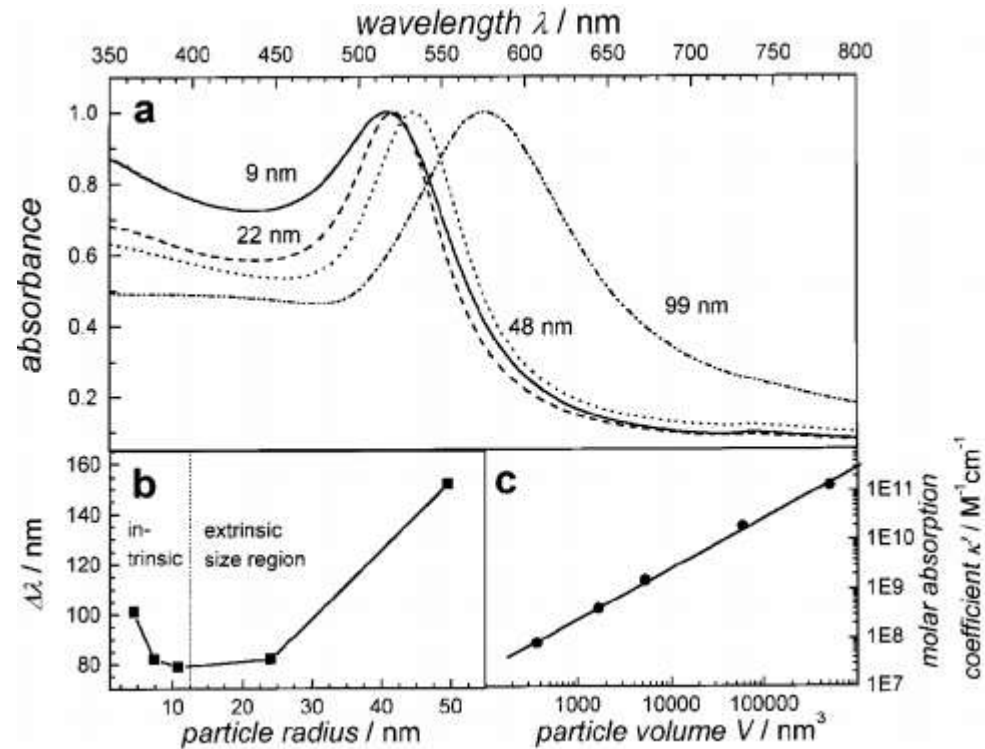 wavelength λ / nm
350 400 450 500 550 600 650 700 750 800
a
absorbance
1.0
0.8
0.6
0.4
0.2
9 nm
22 nm
48 nm
99 nm
b
in-
trinsic
extrinsic
size region
Δλ / nm
160
140
120
100
80
10 20 30 40 50
particle radius / nm
c
1E11
1E10
1E9
1E8
1E7
molar absorption
coefficient κ' / M⁻¹cm⁻¹
1000 10000 100000
particle volume V / nm³